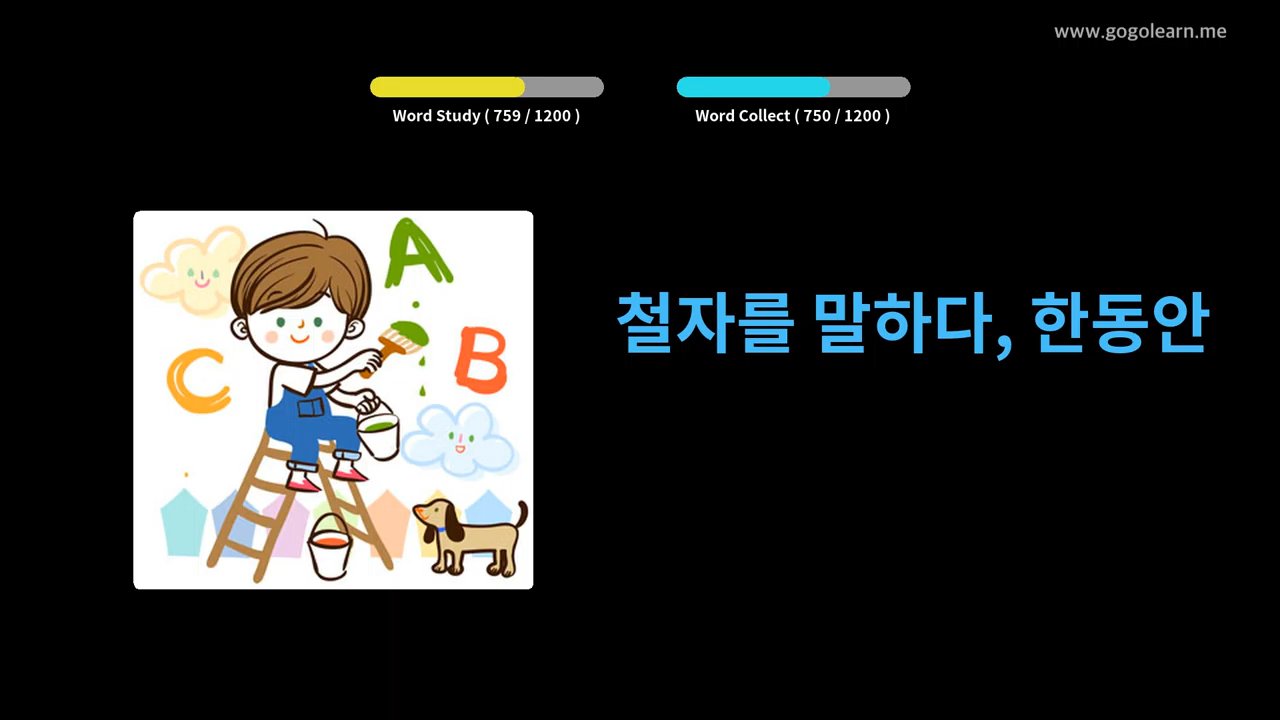 www.gogolearn.me
Word Study ( 759 / 1200 )
Word Collect ( 750 / 1200 )
A
B
C
철자를 말하다, 한동안